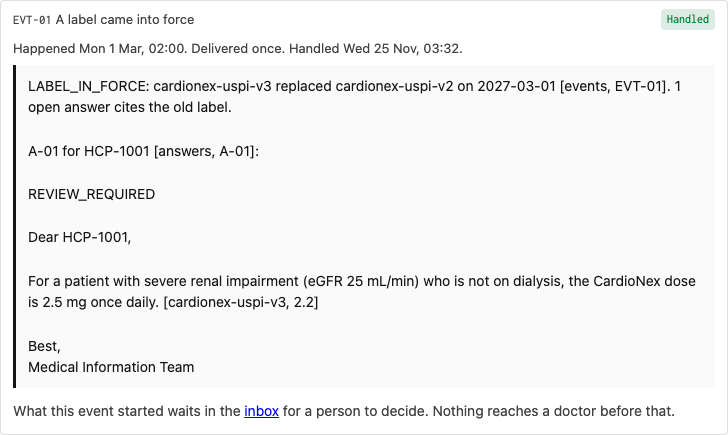 EVT-01 A label came into force
Handled
Happened Mon 1 Mar, 02:00. Delivered once. Handled Wed 25 Nov, 03:32.
LABEL_IN_FORCE: cardionex-uspi-v3 replaced cardionex-uspi-v2 on 2027-03-01 [events, EVT-01]. 1
open answer cites the old label.
A-01 for HCP-1001 [answers, A-01]:
REVIEW_REQUIRED
Dear HCP-1001,
For a patient with severe renal impairment (eGFR 25 mL/min) who is not on dialysis, the CardioNex dose
is 2.5 mg once daily. [cardionex-uspi-v3, 2.2]
Best,
Medical Information Team
What this event started waits in the inbox for a person to decide. Nothing reaches a doctor before that.